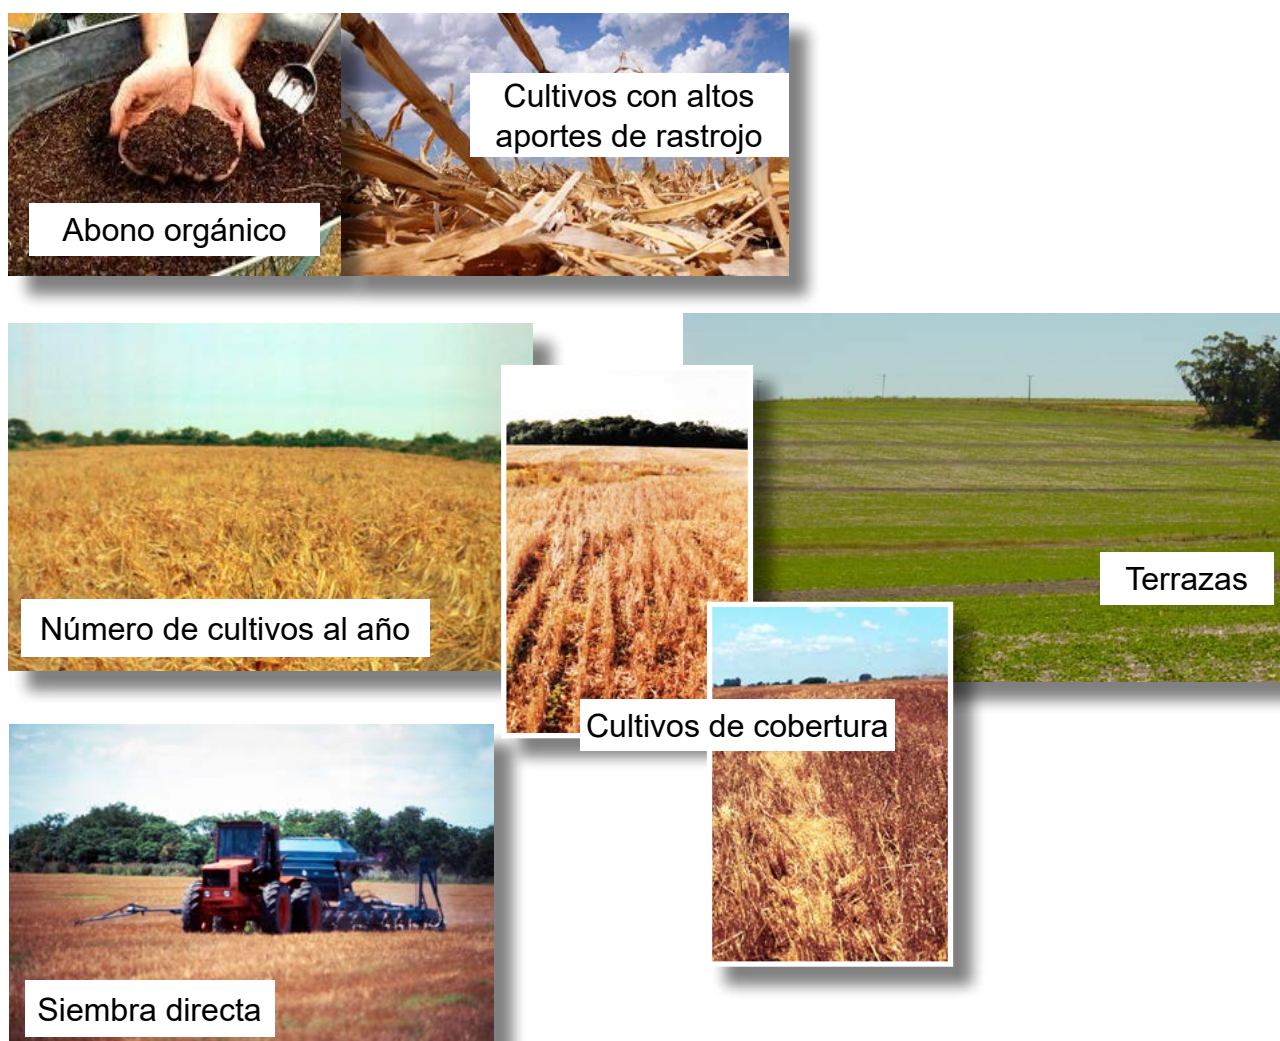 Cultivos con altos
aportes de rastrojo
Abono orgánico
Terrazas
Número de cultivos al año
Cultivos de cobertura
Siembra directa